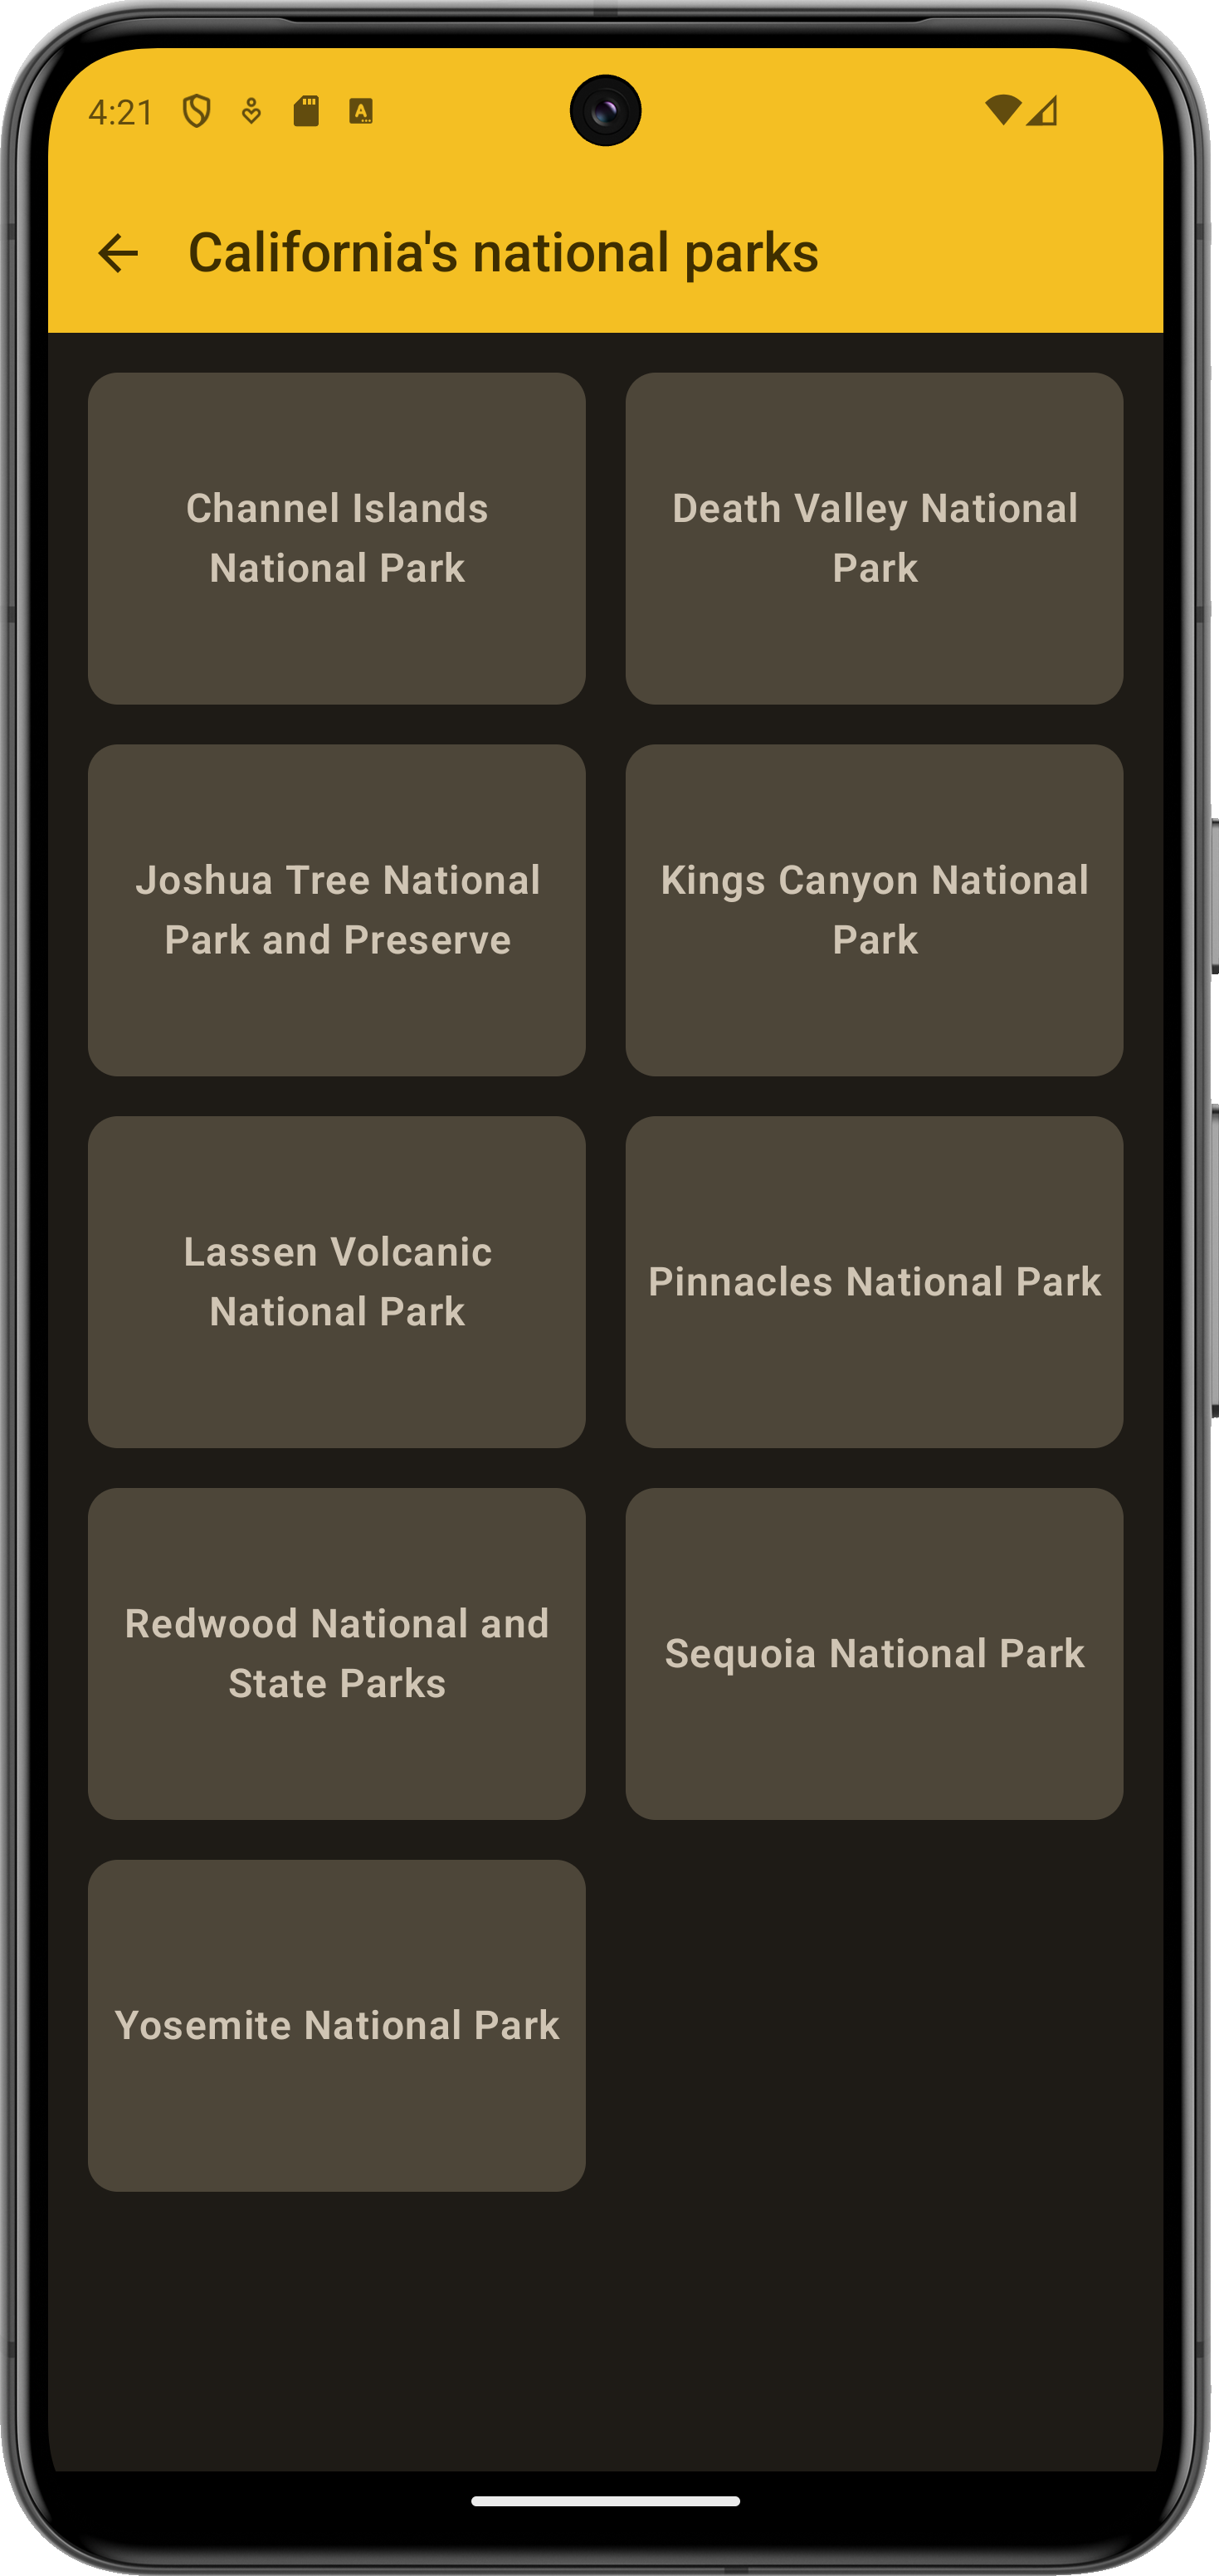 4:21
California's national parks
Channel Islands
National Park
Death Valley National
Park
Joshua Tree National
Park and Preserve
Kings Canyon National
Park
Lassen Volcanic
National Park
Pinnacles National Park
Redwood National and
State Parks
Sequoia National Park
Yosemite National Park